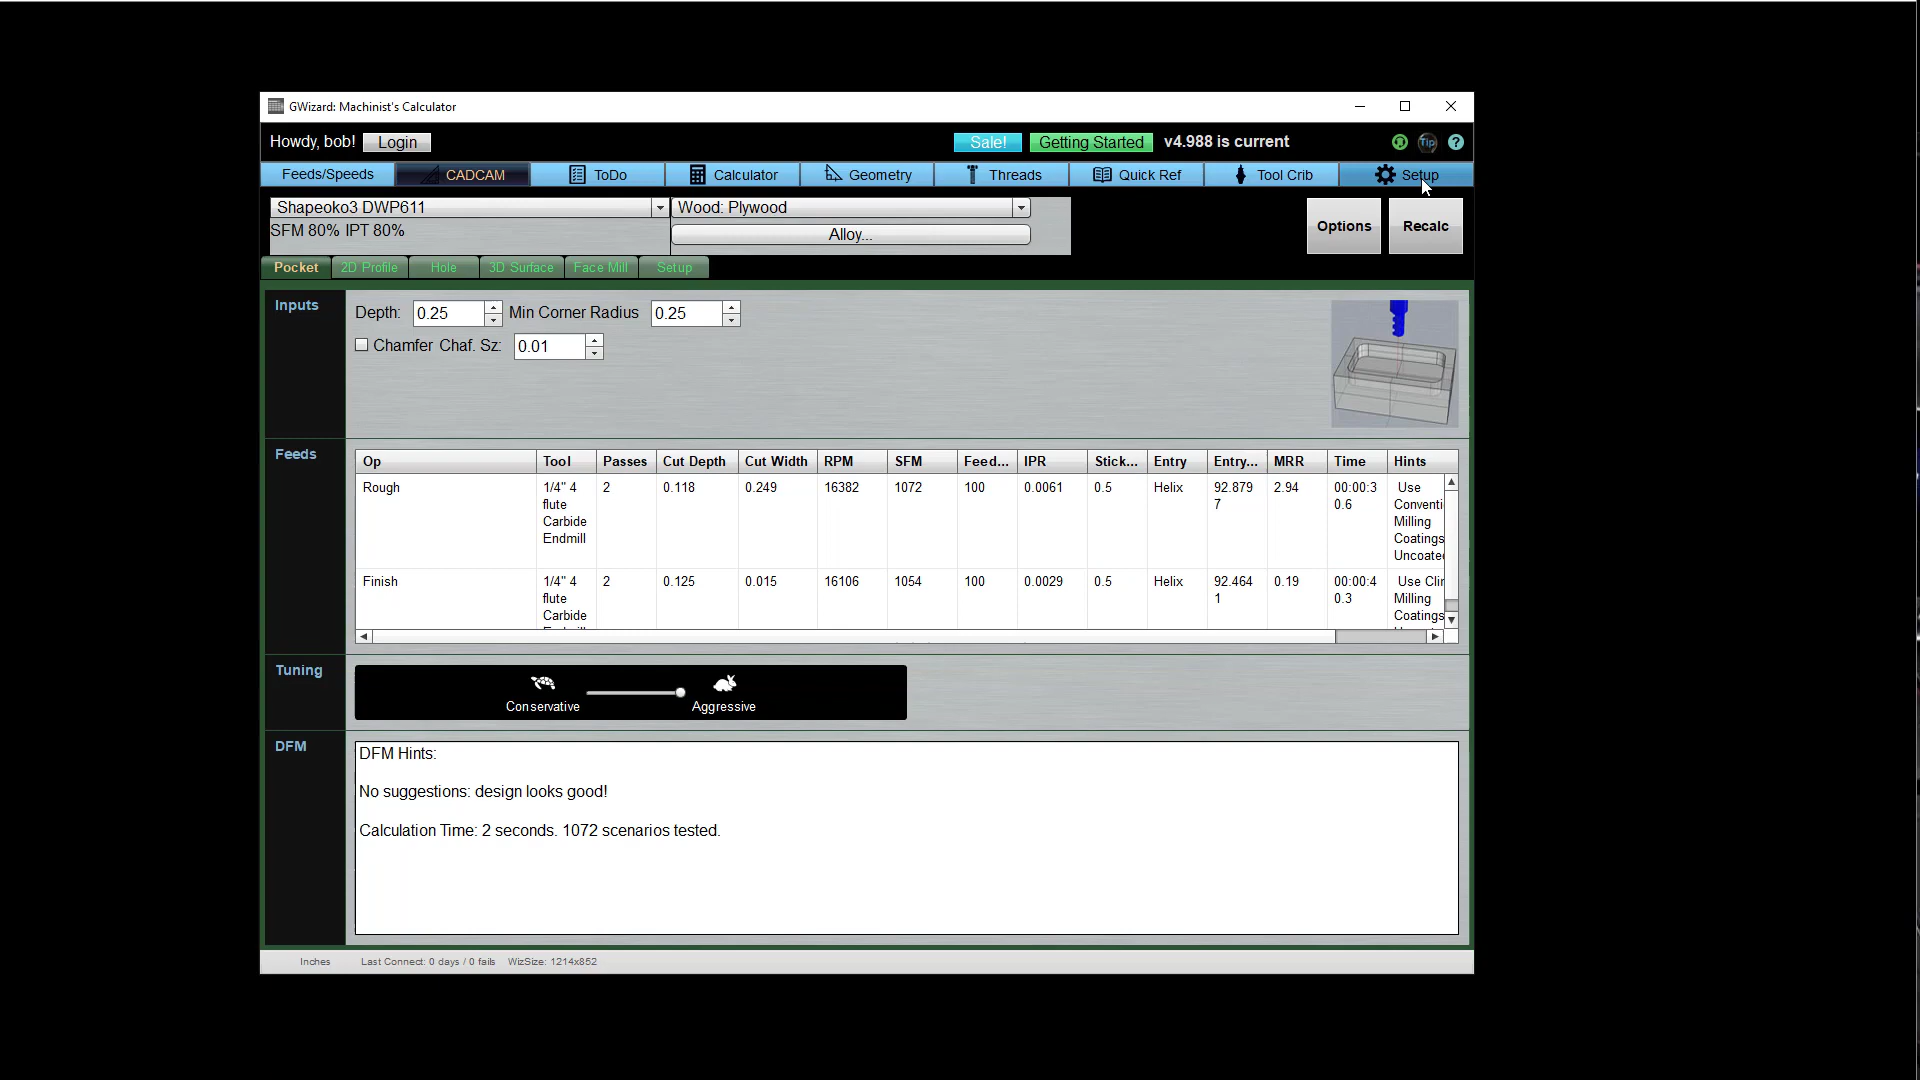 GWizard: Machinist's Calculator
Howdy, bob! Login Sale! Getting Started v4.988 is current Tip ?
Feeds/Speeds CADCAM ToDo Calculator Geometry Threads Quick Ref Tool Crib Setup
Shapeoko3 DWP611 Wood: Plywood
SFM 80% IPT 80% Alloy... Options Recalc
Pocket 2D Profile Hole 3D Surface Face Mill Setup
Inputs
Depth: 0.25 Min Corner Radius 0.25
Chamfer Chaf. Sz: 0.01
Feeds
Op Tool Passes Cut Depth Cut Width RPM SFM Feed... IPR Stick... Entry Entry... MRR Time Hints
Rough 1/4" 4 2 0.118 0.249 16382 1072 100 0.0061 0.5 Helix 92.879 2.94 00:00:3 Use
flute 7 0.6 Conventi
Carbide Milling
Endmill Coatings
Uncoate
Finish 1/4" 4 2 0.125 0.015 16106 1054 100 0.0029 0.5 Helix 92.464 0.19 00:00:4 Use Clir
flute 1 0.3 Milling
Carbide Coatings
Tuning
Conservative Aggressive
DFM
DFM Hints:
No suggestions: design looks good!
Calculation Time: 2 seconds. 1072 scenarios tested.
Inches Last Connect: 0 days / 0 fails WizSize: 1214x852